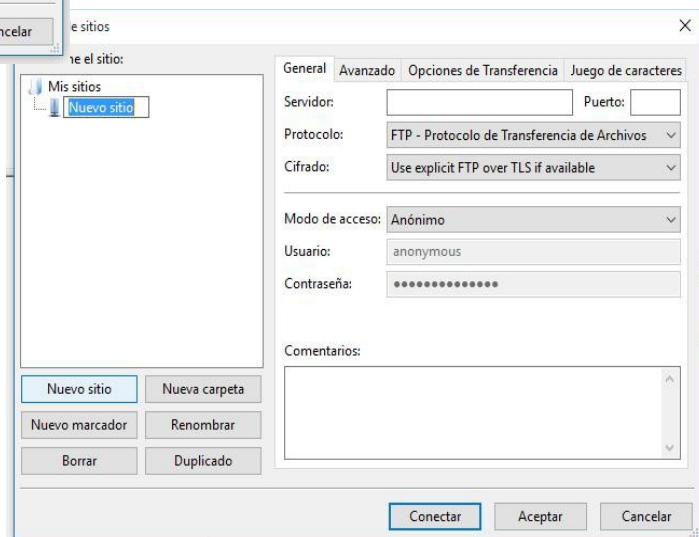 ncelar
e sitios
ne el sitio:
Mis sitios
Nuevo sitio
General Avanzado Opciones de Transferencia Juego de caracteres
Servidor: Puerto:
Protocolo: FTP - Protocolo de Transferencia de Archivos
Cifrado: Use explicit FTP over TLS if available
Modo de acceso: Anónimo
Usuario: anonymous
Contraseña: ●●●●●●●●●●●●●●
Comentarios:
Nuevo sitio Nueva carpeta
Nuevo marcador Renombrar
Borrar Duplicado
Conectar Aceptar Cancelar